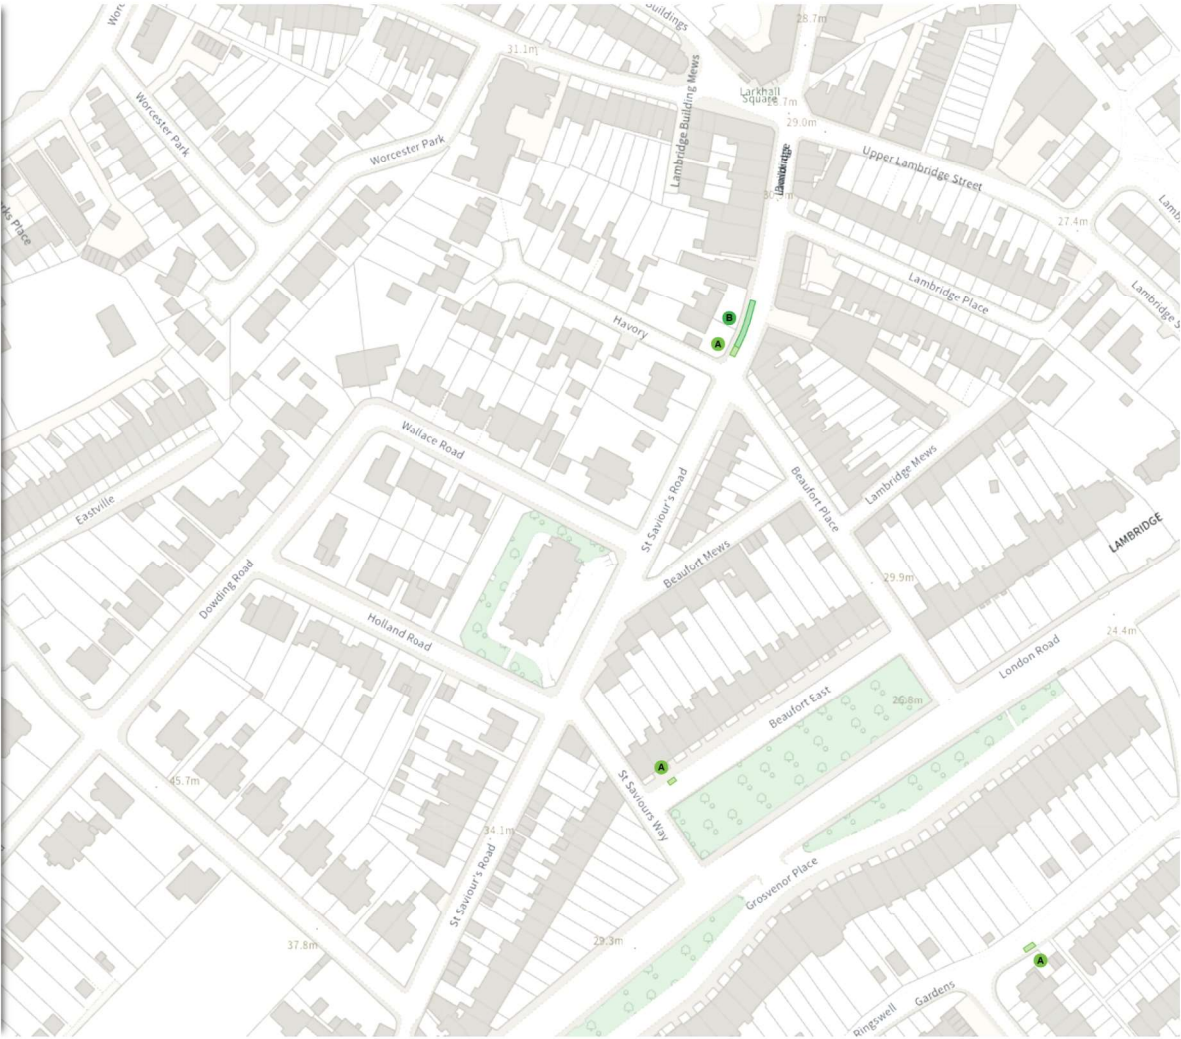 Buildings
28.7m
31.1m
Larkhall
Square
28.7m
29.0m
Worcester Park
Worcester Park
Lambridge Building Mews
Upper Lambridge Street
27.4m
Lambridge Place
Havory
B
A
Wallace Road
Eastville
St Saviour's Road
Beaufort Place
Lambridge Mews
LAMBRIDGE
Beaufort Mews
29.9m
Dowding Road
Holland Road
24.4m
London Road
Beaufort East
26.8m
A
45.7m
St Saviours Way
34.1m
St Saviour's Road
Grosvenor Place
37.8m
29.3m
A
Ringswell
Gardens